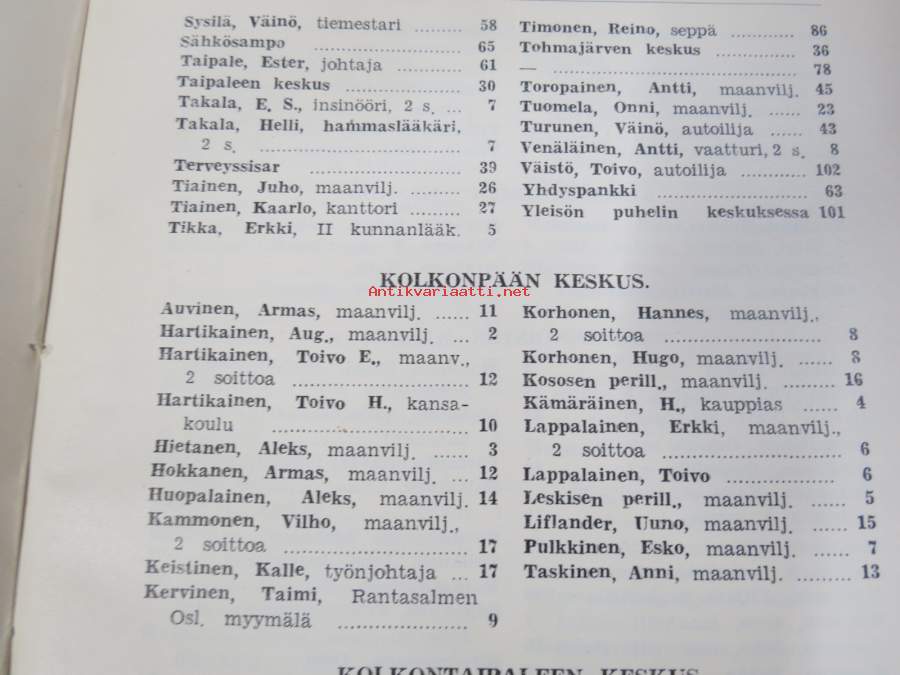 Sysilä, Väinö, tiemestari ......... 58
Sähkösampo ......... 65
Taipale, Ester, johtaja ......... 61
Taipaleen keskus ......... 30
Takala, E. S., insinööri, 2 s. ... 7
Takala, Helli, hammaslääkäri,
2 s. ......... 7
Terveyssisar ......... 39
Tiainen, Juho, maanvilj. ......... 26
Tiainen, Kaarlo, kanttori ......... 27
Tikka, Erkki, II kunnanlääk. 5
Timonen, Reino, seppä ......... 86
Tohmajärven keskus ......... 36
— ......... 78
Toropainen, Antti, maanvilj. 45
Tuomela, Onni, maanvilj. ...... 23
Turunen, Väinö, autoilija ...... 43
Venäläinen, Antti, vaatturi, 2 s. 8
Väistö, Toivo, autoilija ......... 102
Yhdyspankki ......... 63
Yleisön puhelin keskuksessa 101
KOLKONPÄÄN KESKUS.
Antikvariaatti.net
Auvinen, Armas, maanvilj. ...... 11
Hartikainen, Aug., maanvilj. ... 2
Hartikainen, Toivo E., maanv.,
2 soittoa ......... 12
Hartikainen, Toivo H., kansa-
koulu ......... 10
Hietanen, Aleks, maanvilj. ...... 3
Hokkanen, Armas, maanvilj. ... 12
Huopalainen, Aleks, maanvilj. 14
Kammonen, Vilho, maanvilj.,
2 soittoa ......... 17
Keistinen, Kalle, työnjohtaja ... 17
Kervinen, Taimi, Rantasalmen
Osl. myymälä ......... 9
Korhonen, Hannes, maanvilj.,
2 soittoa ......... 8
Korhonen, Hugo, maanvilj. ...... 8
Kososen perill., maanvilj. ......... 16
Kämäräinen, H., kauppias ...... 4
Lappalainen, Erkki, maanvilj.,
2 soittoa ......... 6
Lappalainen, Toivo ......... 6
Leskisen perill., maanvilj. ...... 5
Liflander, Uuno, maanvilj. ...... 15
Pulkkinen, Esko, maanvilj. ...... 7
Taskinen, Anni, maanvilj. ......... 13
KOLKONTAIPALEEN KESKUS